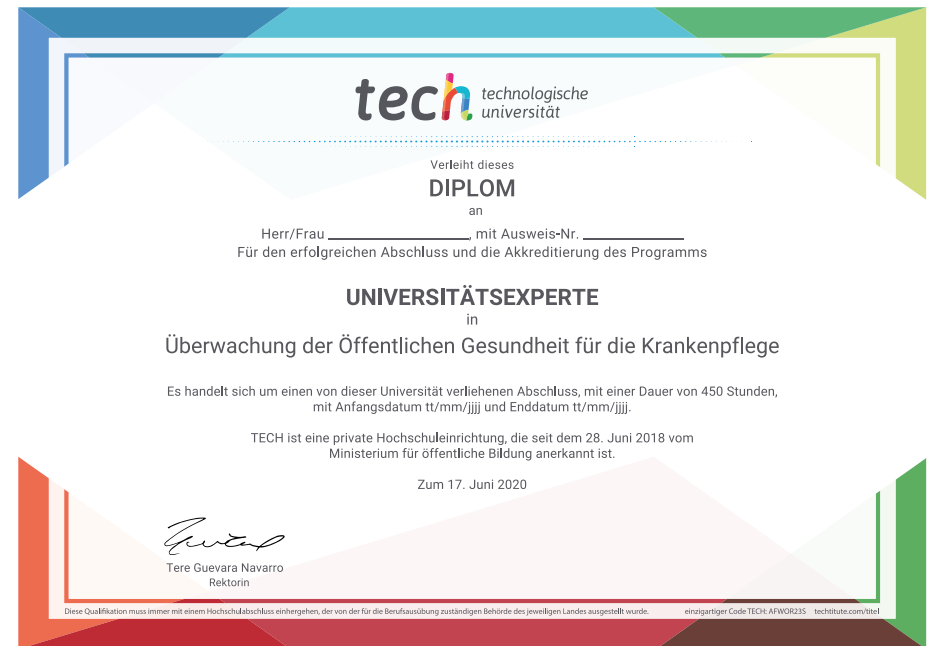 tech technologische
universität
Verleiht dieses
DIPLOM
an
Herr/Frau ____________________, mit Ausweis-Nr. ______________
Für den erfolgreichen Abschluss und die Akkreditierung des Programms
UNIVERSITÄTSEXPERTE
in
Überwachung der Öffentlichen Gesundheit für die Krankenpflege
Es handelt sich um einen von dieser Universität verliehenen Abschluss, mit einer Dauer von 450 Stunden,
mit Anfangsdatum tt/mm/jjjj und Enddatum tt/mm/jjjj.
TECH ist eine private Hochschuleinrichtung, die seit dem 28. Juni 2018 vom
Ministerium für öffentliche Bildung anerkannt ist.
Zum 17. Juni 2020
Tere Guevara Navarro
Rektorin
Diese Qualifikation muss immer mit einem Hochschulabschluss einhergehen, der von der für die Berufsausübung zuständigen Behörde des jeweiligen Landes ausgestellt wurde. einzigartiger Code TECH: AFWOR23S techtitute.com/titel